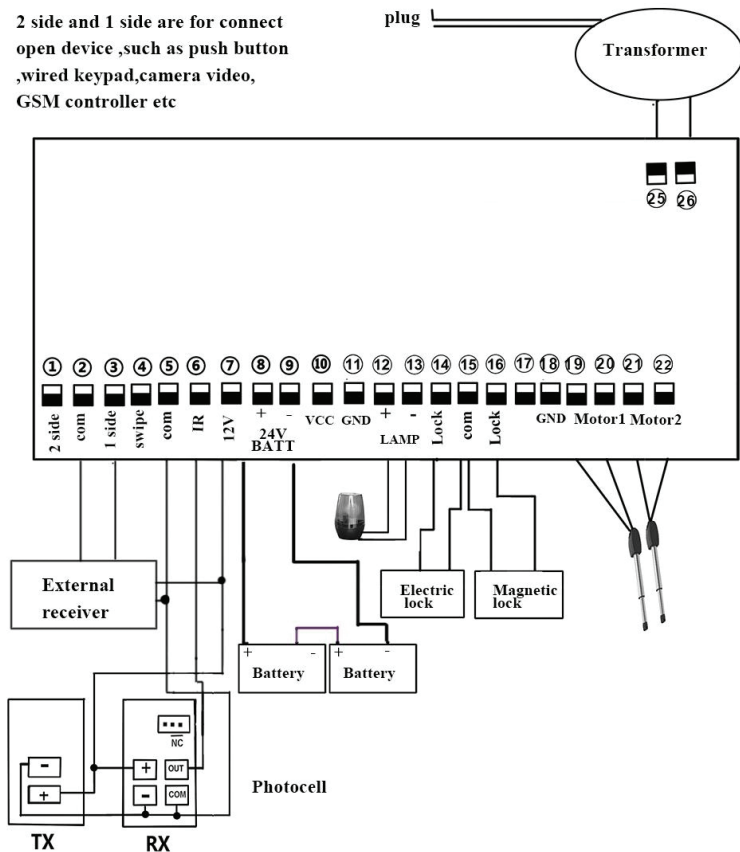 2 side and 1 side are for connect
open device ,such as push button
,wired keypad,camera video,
GSM controller etc
plug
Transformer
25 26
1 2 3 4 5 6 7 8 9 10 11 12 13 14 15 16 17 18 19 20 21 22
2 side
com
1 side
swipe
com
IR
12V
+ -
24V
BATT
VCC
GND
+ -
LAMP
Lock
com
Lock
GND
Motor1
Motor2
External
receiver
Electric
lock
Magnetic
lock
+ -
Battery
+ -
Battery
-
+
TX
NC
+ OUT
- COM
RX
Photocell